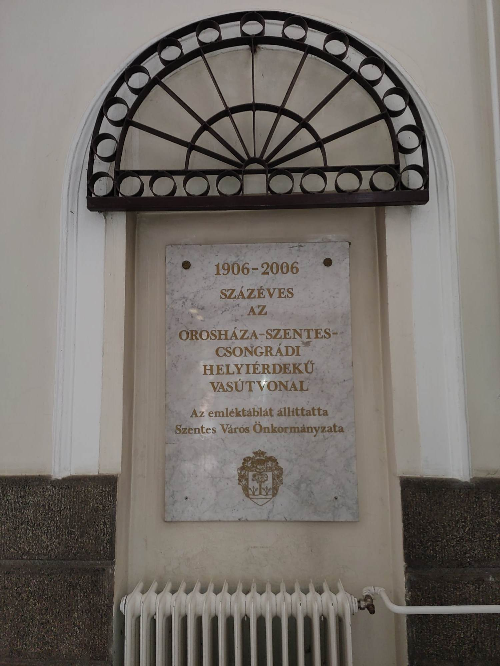 1906-2006
SZÁZÉVES
AZ
OROSHÁZA-SZENTES-
CSONGRÁDI
HELYIÉRDEKŰ
VASÚTVONAL
Az emléktáblát állíttatta
Szentes Város Önkormányzata